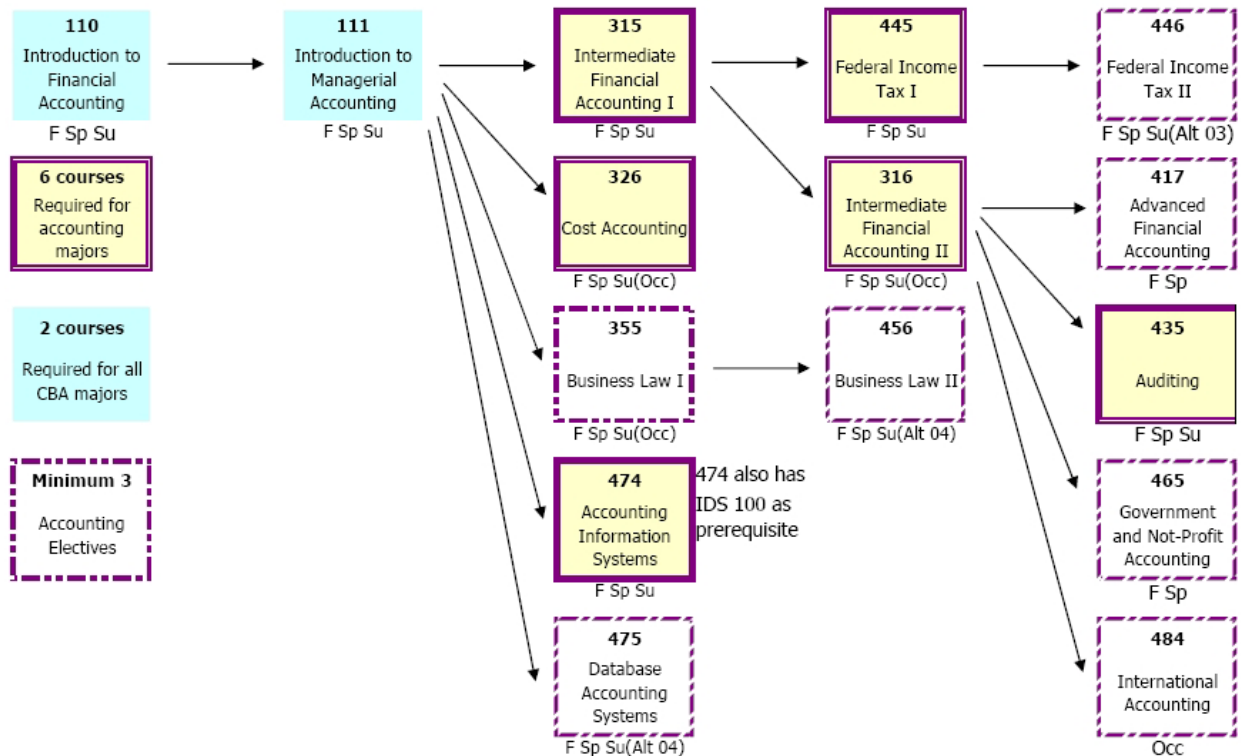 110
Introduction to
Financial
Accounting
F Sp Su
111
Introduction to
Managerial
Accounting
F Sp Su
315
Intermediate
Financial
Accounting I
F Sp Su
445
Federal Income
Tax I
F Sp Su
446
Federal Income
Tax II
F Sp Su(Alt 03)
6 courses
Required for
accounting
majors
326
Cost Accounting
F Sp Su(Occ)
316
Intermediate
Financial
Accounting II
F Sp Su(Occ)
417
Advanced
Financial
Accounting
F Sp
2 courses
Required for all
CBA majors
355
Business Law I
F Sp Su(Occ)
456
Business Law II
F Sp Su(Alt 04)
435
Auditing
F Sp Su
Minimum 3
Accounting
Electives
474
Accounting
Information
Systems
F Sp Su
474 also has
IDS 100 as
prerequisite
465
Government
and Not-Profit
Accounting
F Sp
475
Database
Accounting
Systems
F Sp Su(Alt 04)
484
International
Accounting
Occ